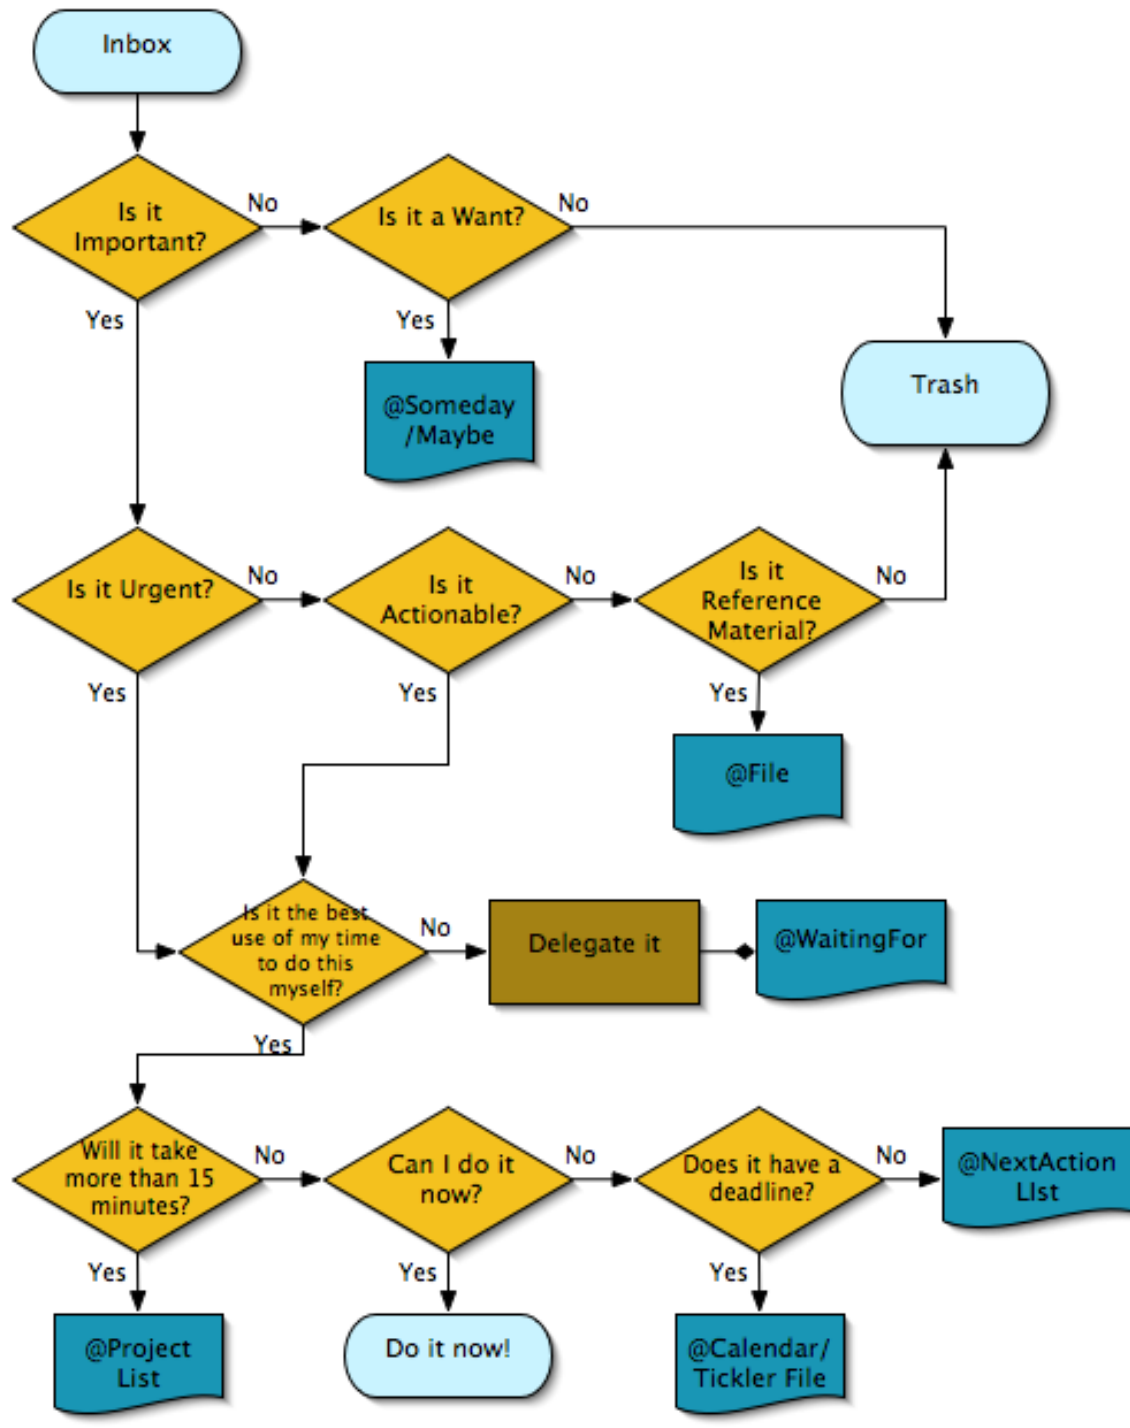 Inbox
Is it
Important?
No
Is it a Want?
No
Yes
Yes
@Someday
/Maybe
Trash
Is it Urgent?
No
Is it
Actionable?
No
Is it
Reference
Material?
No
Yes
Yes
Yes
@File
Is it the best
use of my time
to do this
myself?
No
Delegate it
@WaitingFor
Yes
Will it take
more than 15
minutes?
No
Can I do it
now?
No
Does it have a
deadline?
No
@NextAction
LIst
Yes
Yes
Yes
@Project
List
Do it now!
@Calendar/
Tickler File